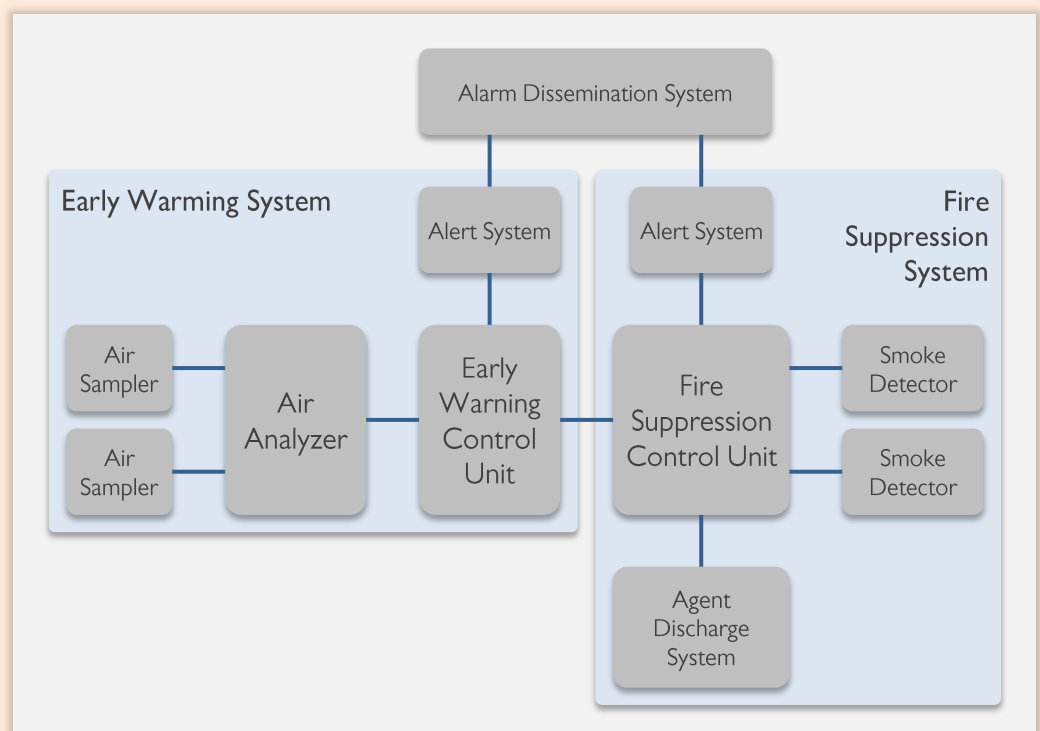 Alarm Dissemination System
Early Warming System
Alert System
Air
Sampler
Air
Sampler
Air
Analyzer
Early
Warning
Control
Unit
Fire
Suppression
System
Alert System
Fire
Suppression
Control Unit
Smoke
Detector
Smoke
Detector
Agent
Discharge
System